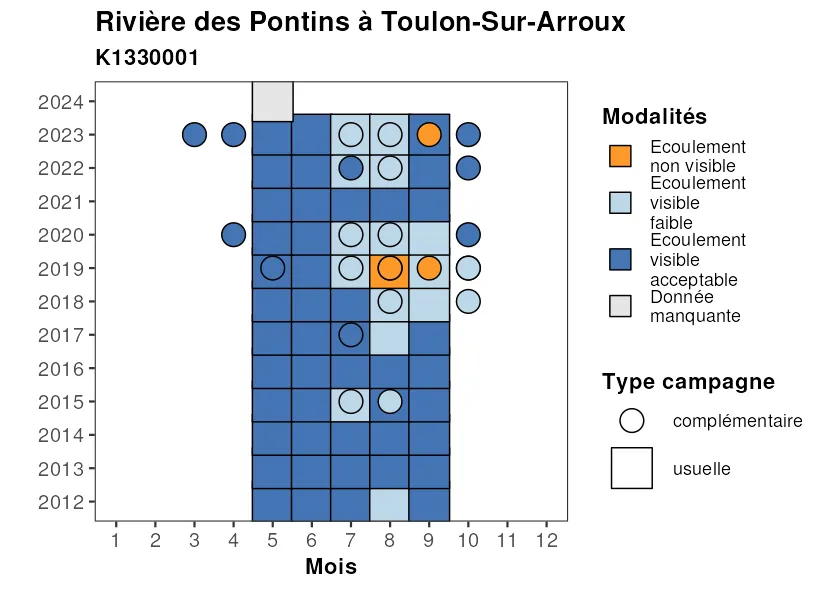 Rivière des Pontins à Toulon-Sur-Arroux
K1330001
2024
2023
2022
2021
2020
2019
2018
2017
2016
2015
2014
2013
2012
1 2 3 4 5 6 7 8 9 10 11 12
Mois
Modalités
Ecoulement
non visible
Ecoulement
visible
faible
Ecoulement
visible
acceptable
Donnée
manquante
Type campagne
complémentaire
usuelle